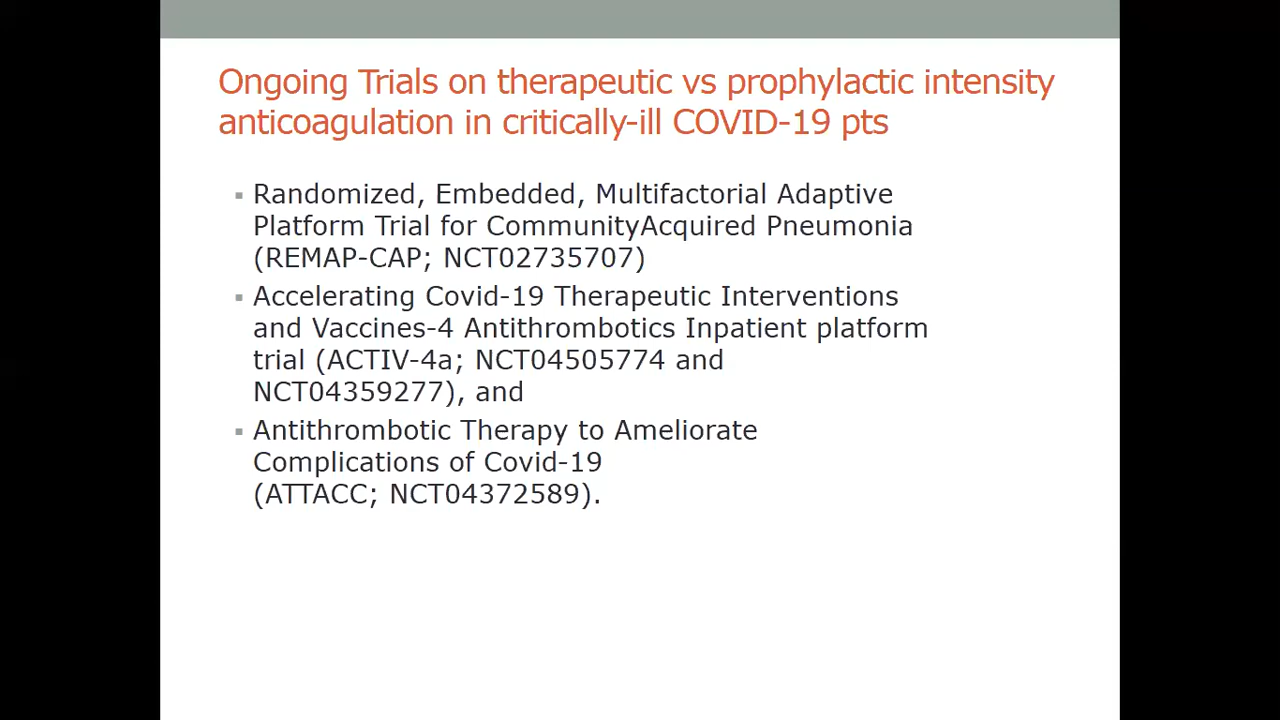 Ongoing Trials on therapeutic vs prophylactic intensity
anticoagulation in critically-ill COVID-19 pts
▪ Randomized, Embedded, Multifactorial Adaptive
Platform Trial for CommunityAcquired Pneumonia
(REMAP-CAP; NCT02735707)
▪ Accelerating Covid-19 Therapeutic Interventions
and Vaccines-4 Antithrombotics Inpatient platform
trial (ACTIV-4a; NCT04505774 and
NCT04359277), and
▪ Antithrombotic Therapy to Ameliorate
Complications of Covid-19
(ATTACC; NCT04372589).